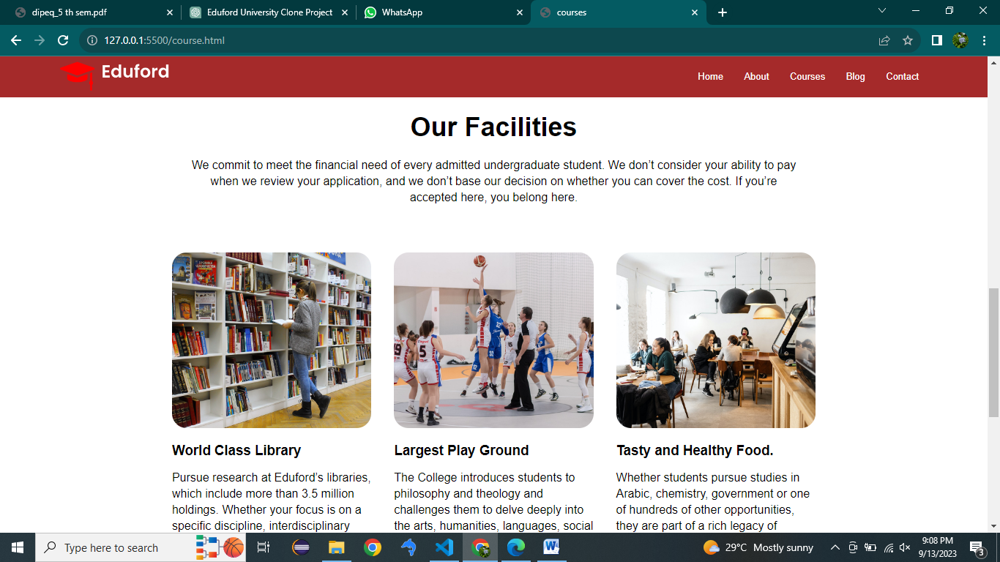 dipeq_5 th sem.pdf
Eduford University Clone Project
WhatsApp
courses
127.0.0.1:5500/course.html
Eduford
Home
About
Courses
Blog
Contact
Our Facilities
We commit to meet the financial need of every admitted undergraduate student. We don’t consider your ability to pay
when we review your application, and we don’t base our decision on whether you can cover the cost. If you’re
accepted here, you belong here.
World Class Library
Pursue research at Eduford’s libraries,
which include more than 3.5 million
holdings. Whether your focus is on a
specific discipline, interdisciplinary
Largest Play Ground
The College introduces students to
philosophy and theology and
challenges them to delve deeply into
the arts, humanities, languages, social
Tasty and Healthy Food.
Whether students pursue studies in
Arabic, chemistry, government or one
of hundreds of other opportunities,
they are part of a rich legacy of
Type here to search
29°C Mostly sunny
9:08 PM
9/13/2023
3